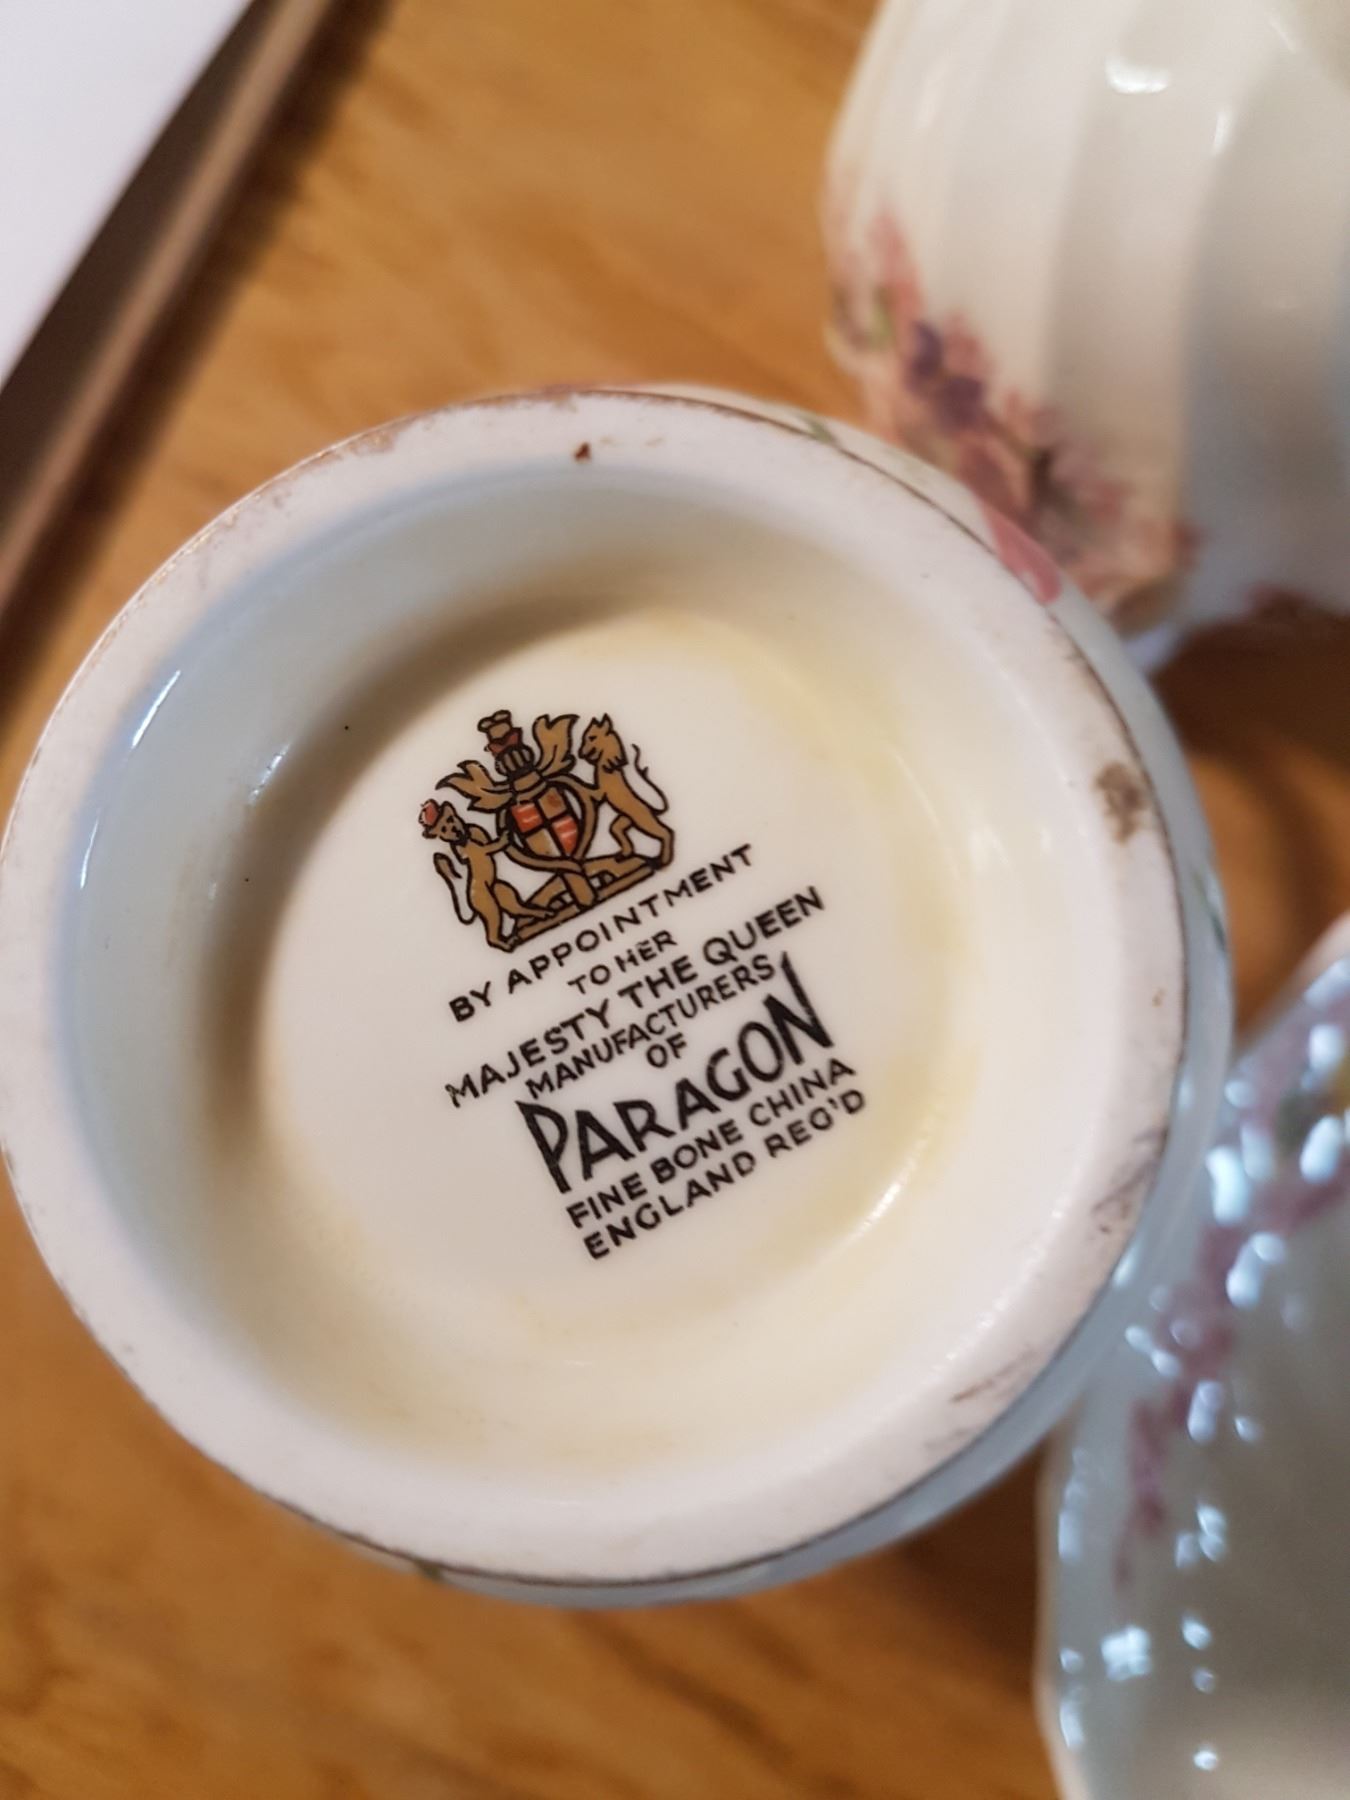 BY APPOINTMENT
TO HER
MAJESTY THE QUEEN
MANUFACTURERS
OF
PARAGON
FINE BONE CHINA
ENGLAND REG'D